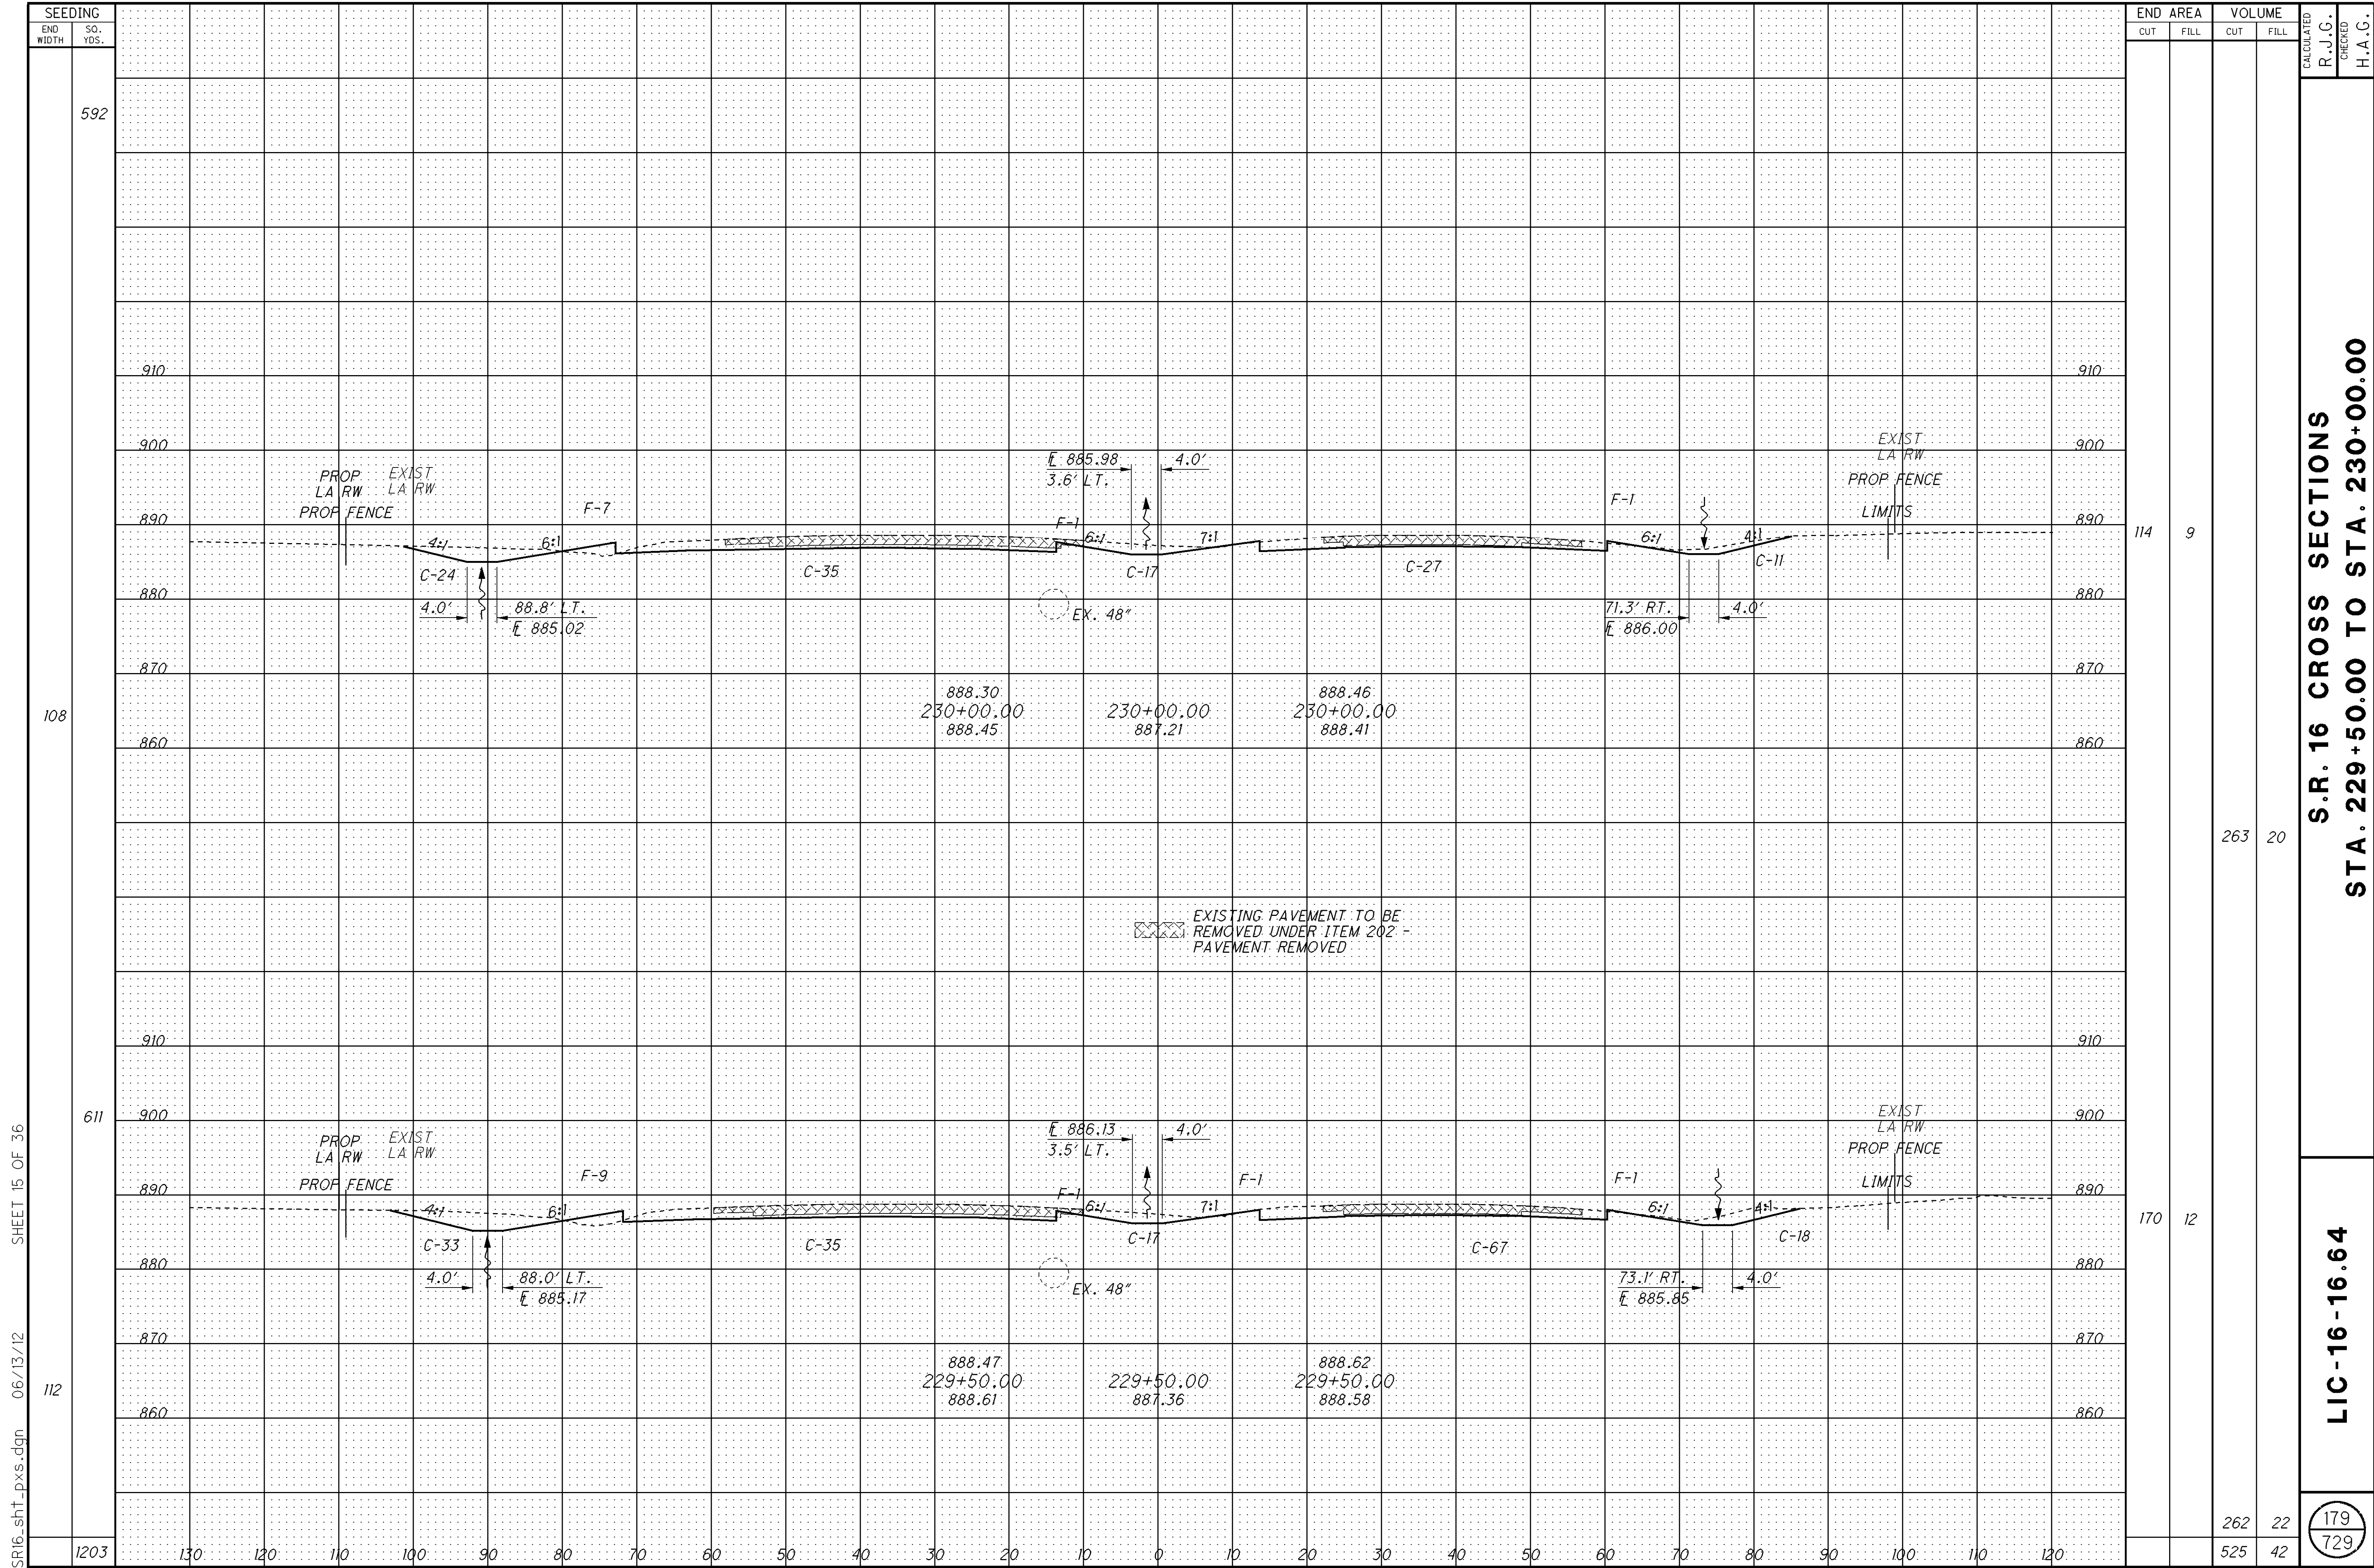 SEEDING
END WIDTH
SQ. YDS.
END AREA
VOLUME
CUT
FILL
CUT
FILL
CALCULATED
R.J.G.
CHECKED
H.A.G.
592
910
910
900
900
PROP
LA RW
EXIST
LA RW
PROP FENCE
F-7
℄ 885.98
4.0'
3.6' LT.
F-1
F-1
EXIST
LA RW
PROP FENCE
LIMITS
890
890
4:1
6:1
6:1
7:1
6:1
4:1
114
9
C-24
C-35
C-17
C-27
C-11
880
880
4.0'
88.8' LT.
℄ 885.02
EX. 48"
71.3' RT.
4.0'
℄ 886.00
870
870
888.30
230+00.00
888.45
230+00.00
887.21
888.46
230+00.00
888.41
108
860
860
263
20
EXISTING PAVEMENT TO BE
REMOVED UNDER ITEM 202 -
PAVEMENT REMOVED
910
910
611
900
900
PROP
LA RW
EXIST
LA RW
PROP FENCE
F-9
℄ 886.13
4.0'
3.5' LT.
F-1
F-1
F-1
EXIST
LA RW
PROP FENCE
LIMITS
890
890
4:1
6:1
6:1
7:1
6:1
4:1
170
12
C-33
C-35
C-17
C-67
C-18
880
880
4.0'
88.0' LT.
℄ 885.17
EX. 48"
73.1' RT.
4.0'
℄ 885.85
870
870
888.47
229+50.00
888.61
229+50.00
887.36
888.62
229+50.00
888.58
112
860
860
262
22
1203
130 120 110 100 90 80 70 60 50 40 30 20 10 0 10 20 30 40 50 60 70 80 90 100 110 120
525
42
S.R. 16 CROSS SECTIONS
STA. 229+50.00 TO STA. 230+00.00
LIC-16-16.64
179
729
SR16_sht_pxs.dgn 06/13/12 SHEET 15 OF 36